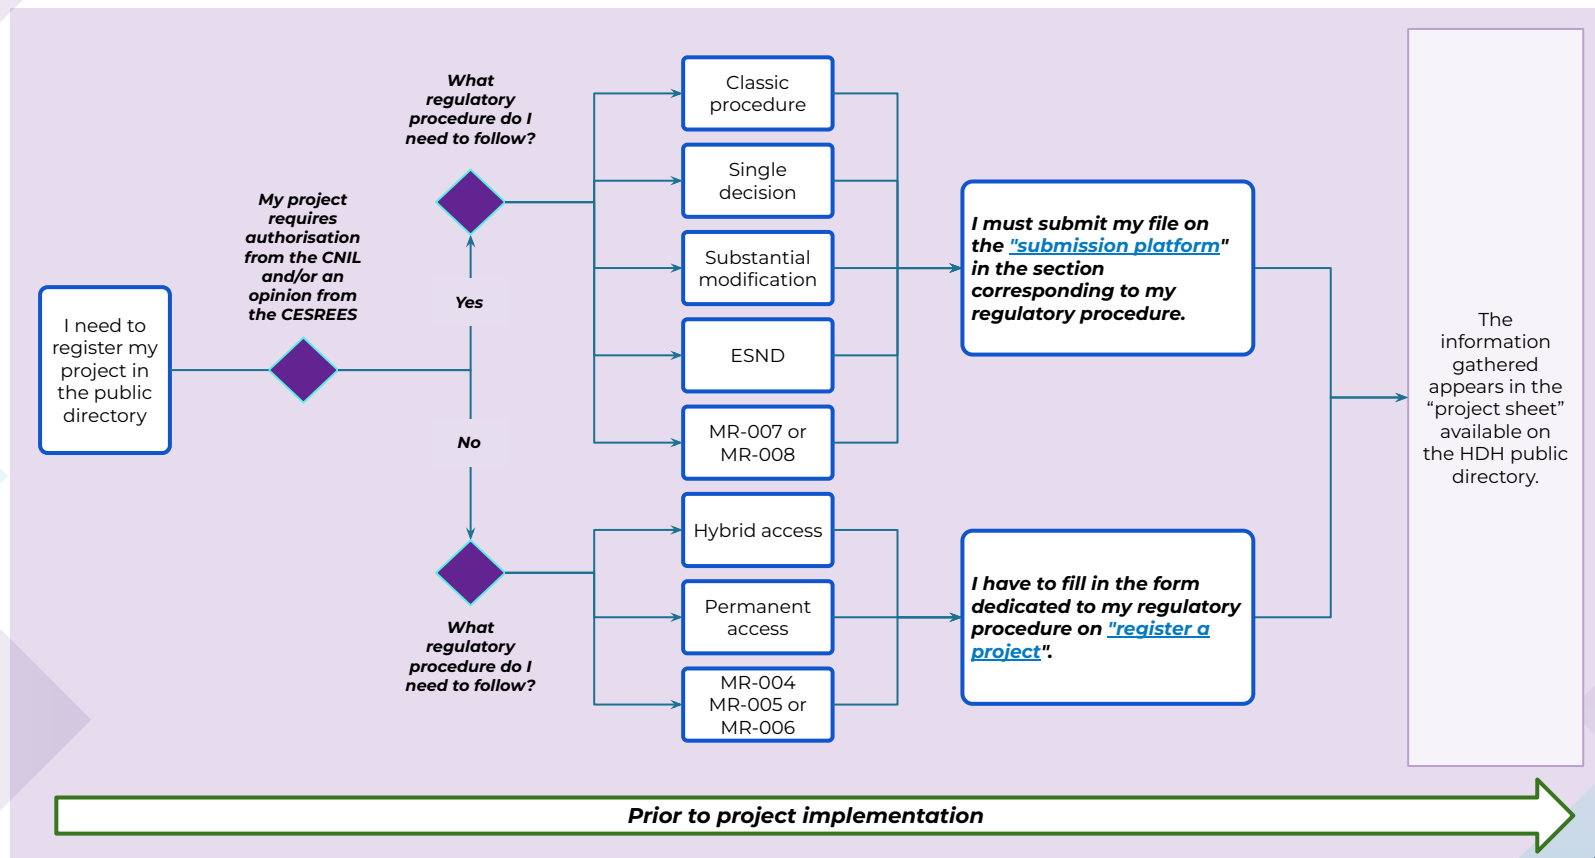 I need to
register my
project in
the public
directory
My project
requires
authorisation
from the CNIL
and/or an
opinion from
the CESREES
Yes
No
What
regulatory
procedure do I
need to follow?
Classic
procedure
Single
decision
Substantial
modification
ESND
MR-007 or
MR-008
I must submit my file on
the "submission platform"
in the section
corresponding to my
regulatory procedure.
What
regulatory
procedure do I
need to follow?
Hybrid access
Permanent
access
MR-004
MR-005 or
MR-006
I have to fill in the form
dedicated to my regulatory
procedure on "register a
project".
The
information
gathered
appears in the
“project sheet”
available on
the HDH public
directory.
Prior to project implementation